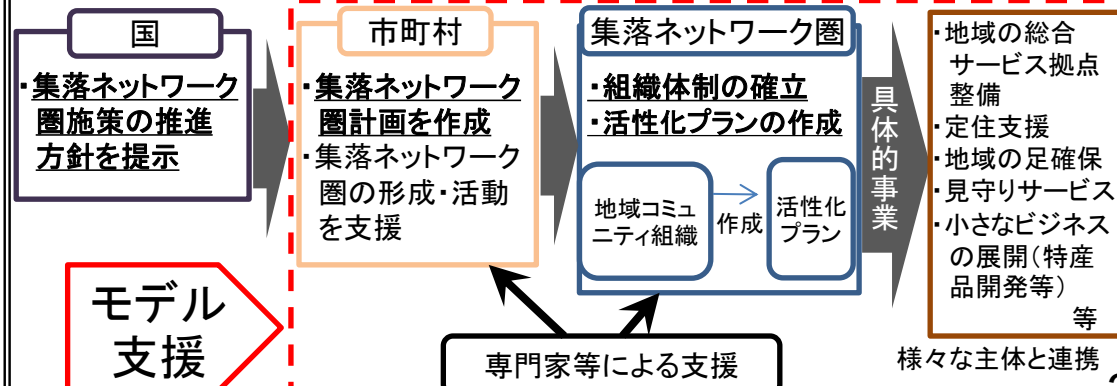 国
・集落ネットワーク
圏施策の推進
方針を提示
市町村
・集落ネットワーク
圏計画を作成
・集落ネットワーク
圏の形成・活動
を支援
集落ネットワーク圏
・組織体制の確立
・活性化プランの作成
地域コミュ
ニティ組織
作成
活性化
プラン
具体的事業
・地域の総合
サービス拠点
整備
・定住支援
・地域の足確保
・見守りサービス
・小さなビジネス
の展開(特産
品開発等)
等
モデル
支援
専門家等による支援
様々な主体と連携